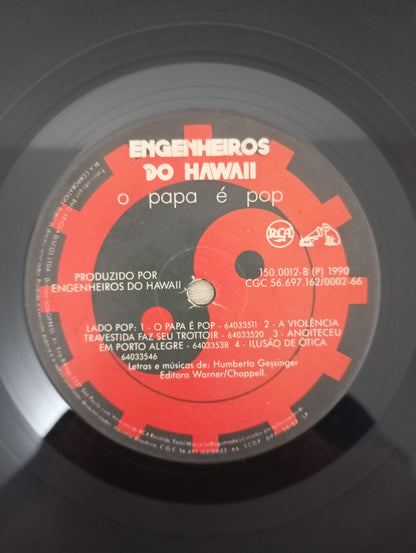 ENGENHEIROS
DO HAWAII
o papa é pop
RCA
PRODUZIDO POR
ENGENHEIROS DO HAWAII
150.0012-B (P) 1990
CGC 56.697.162/0002-66
LADO POP: 1 - O PAPA É POP - 64033511 2 - A VIOLÊNCIA
TRAVESTIDA FAZ SEU TROTTOIR - 64033520 3 - ANOITECEU
EM PORTO ALEGRE - 64033538 4 - ILUSÃO DE ÓTICA
64033546
Letras e músicas de: Humberto Gessinger
Editora Warner/Chappell.